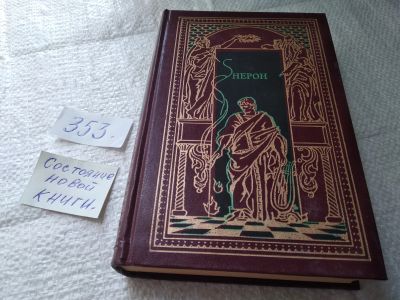 НЕРОН
353.
Состояние
новой
книги.